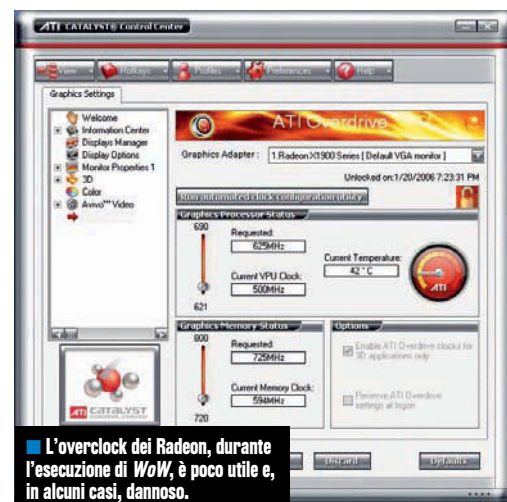 ATI CATALYST® Control Center
View
Hotkeys
Profiles
Preferences
Help
Graphics Settings
Welcome
Information Center
Displays Manager
Display Options
Monitor Properties 1
3D
Color
Avivo™ Video
ATI Overdrive
Graphics Adapter:
1.Radeon X1900 Series [ Default VGA monitor ]
Unlocked on:1/20/2006 7:23:31 PM
Run automated clock configuration utility
Graphics Processor Status
690
Requested:
625MHz
Current VPU Clock:
500MHz
621
Current Temperature:
42 ° C
ATI
Graphics Memory Status
800
Requested:
725MHz
Current Memory Clock:
594MHz
720
Options
Enable ATI Overdrive clocks for
3D applications only
Preserve ATI Overdrive
settings at logon
ATI CATALYST
CONTROL CENTER
Discard
Defaults
L'overclock dei Radeon, durante
l'esecuzione di WoW, è poco utile e,
in alcuni casi, dannoso.